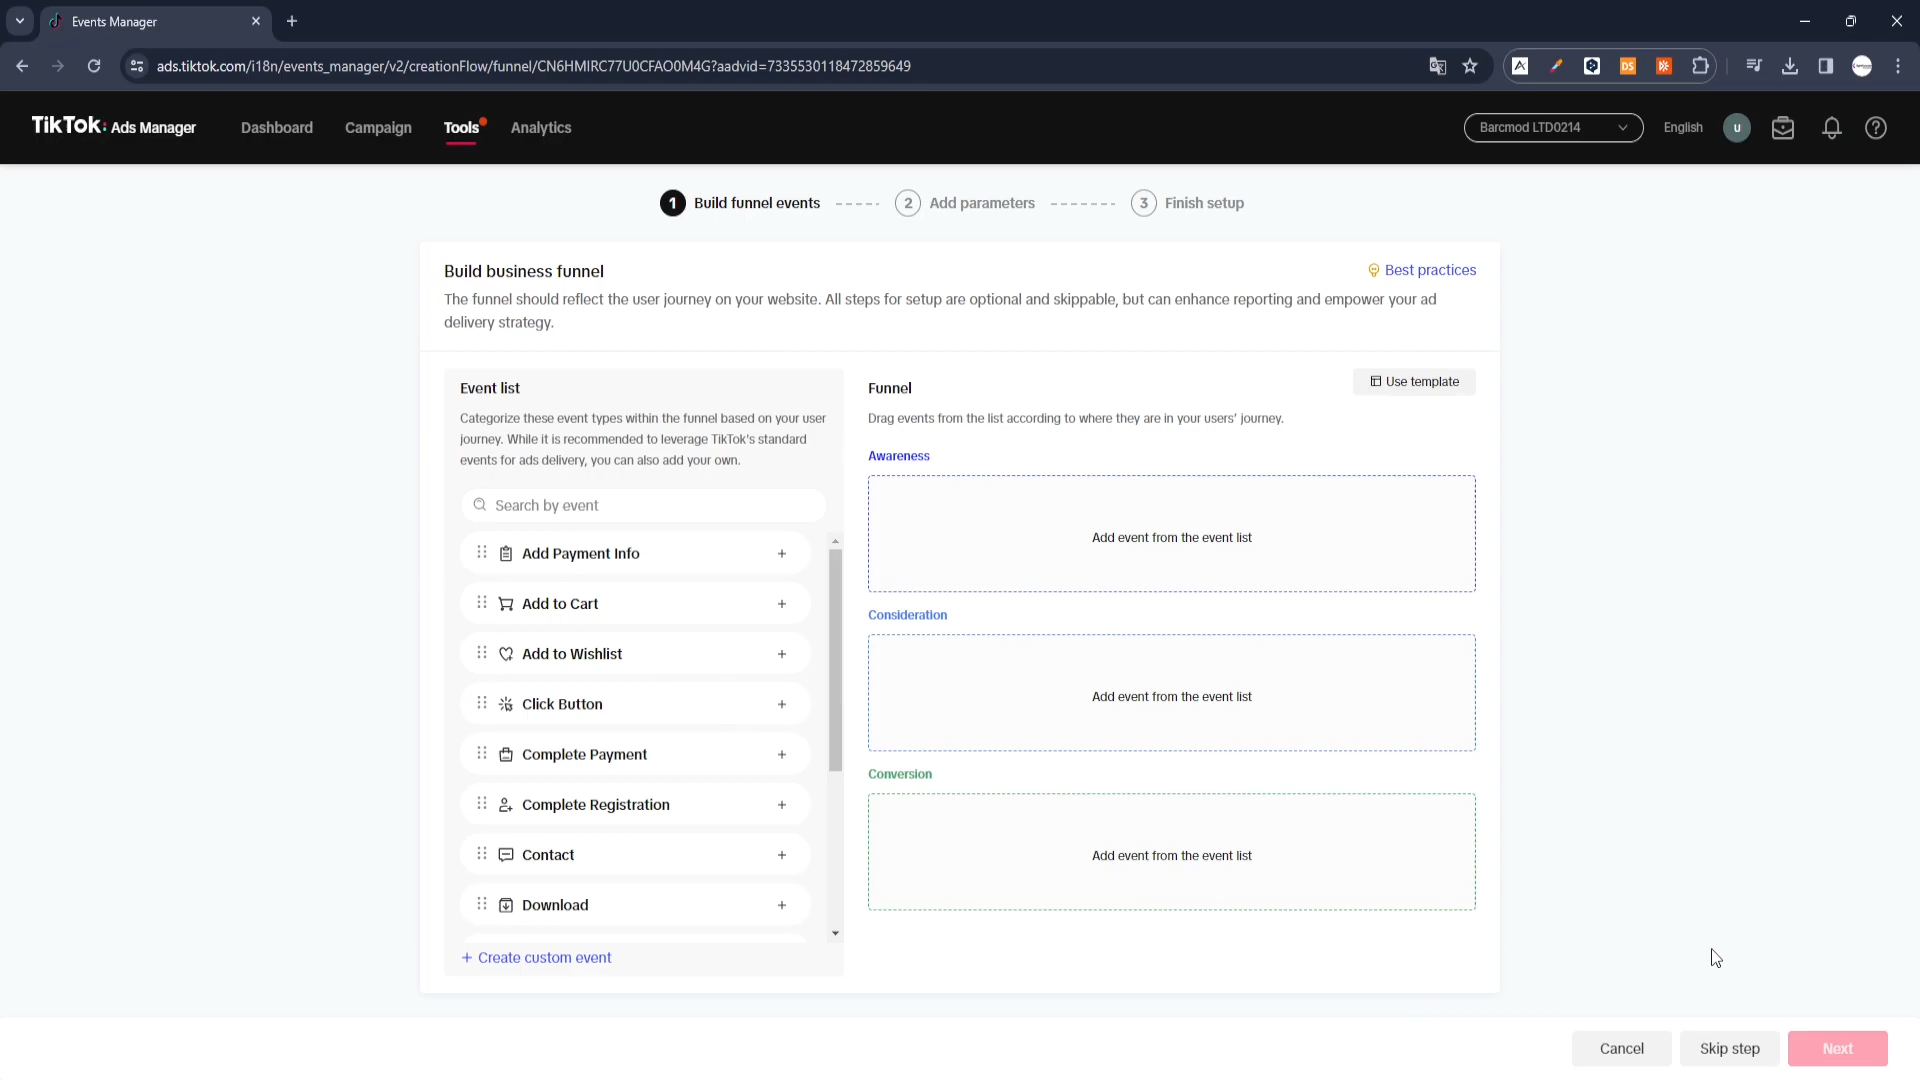 Events Manager
ads.tiktok.com/i18n/events_manager/v2/creationFlow/funnel/CN6HMIRC77U0CFAO0M4G?aadvid=7335530118472859649
DS
TikTok: Ads Manager
Dashboard
Campaign
Tools
Analytics
Barcmod LTD0214
English
U
1 Build funnel events
2 Add parameters
3 Finish setup
Build business funnel
Best practices
The funnel should reflect the user journey on your website. All steps for setup are optional and skippable, but can enhance reporting and empower your ad
delivery strategy.
Event list
Categorize these event types within the funnel based on your user
journey. While it is recommended to leverage TikTok's standard
events for ads delivery, you can also add your own.
Search by event
Add Payment Info
Add to Cart
Add to Wishlist
Click Button
Complete Payment
Complete Registration
Contact
Download
+ Create custom event
Funnel
Use template
Drag events from the list according to where they are in your users' journey.
Awareness
Add event from the event list
Consideration
Add event from the event list
Conversion
Add event from the event list
Cancel
Skip step
Next